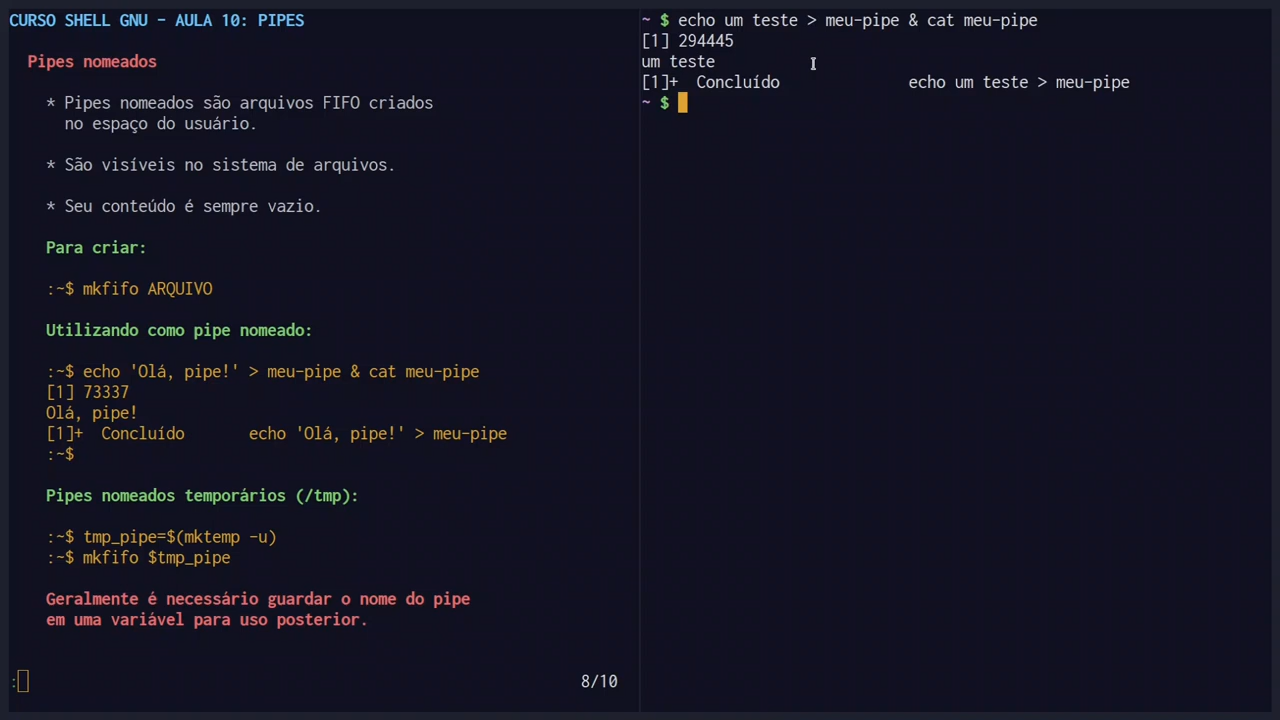 CURSO SHELL GNU - AULA 10: PIPES
Pipes nomeados
* Pipes nomeados são arquivos FIFO criados
no espaço do usuário.
* São visíveis no sistema de arquivos.
* Seu conteúdo é sempre vazio.
Para criar:
:~$ mkfifo ARQUIVO
Utilizando como pipe nomeado:
:~$ echo 'Olá, pipe!' > meu-pipe & cat meu-pipe
[1] 73337
Olá, pipe!
[1]+  Concluído       echo 'Olá, pipe!' > meu-pipe
:~$
Pipes nomeados temporários (/tmp):
:~$ tmp_pipe=$(mktemp -u)
:~$ mkfifo $tmp_pipe
Geralmente é necessário guardar o nome do pipe
em uma variável para uso posterior.
:
8/10
~ $ echo um teste > meu-pipe & cat meu-pipe
[1] 294445
um teste
[1]+  Concluído              echo um teste > meu-pipe
~ $